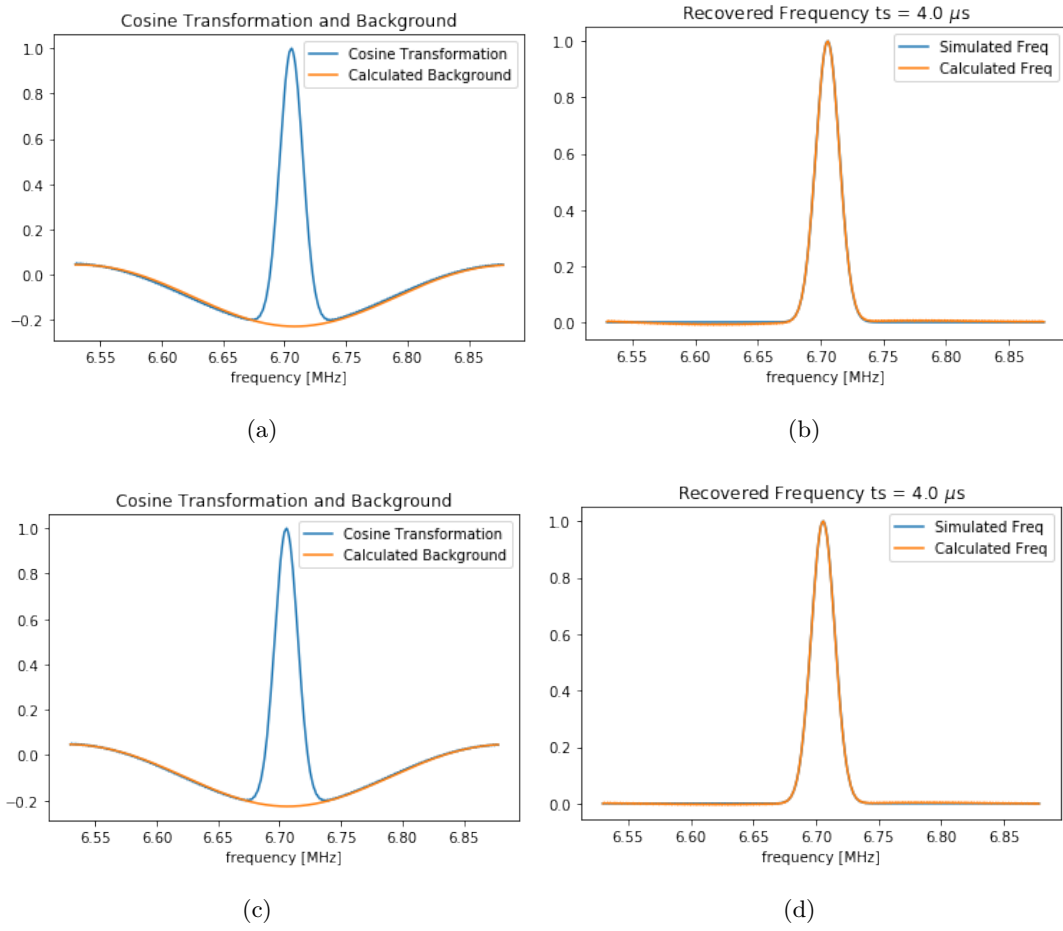 Cosine Transformation and Background
1.0
0.8
0.6
0.4
0.2
0.0
−0.2
Cosine Transformation
Calculated Background
6.55 6.60 6.65 6.70 6.75 6.80 6.85
frequency [MHz]
(a)
Recovered Frequency ts = 4.0 μs
1.0
0.8
0.6
0.4
0.2
0.0
Simulated Freq
Calculated Freq
6.55 6.60 6.65 6.70 6.75 6.80 6.85
frequency [MHz]
(b)
Cosine Transformation and Background
1.0
0.8
0.6
0.4
0.2
0.0
−0.2
Cosine Transformation
Calculated Background
6.55 6.60 6.65 6.70 6.75 6.80 6.85
frequency [MHz]
(c)
Recovered Frequency ts = 4.0 μs
1.0
0.8
0.6
0.4
0.2
0.0
Simulated Freq
Calculated Freq
6.55 6.60 6.65 6.70 6.75 6.80 6.85
frequency [MHz]
(d)